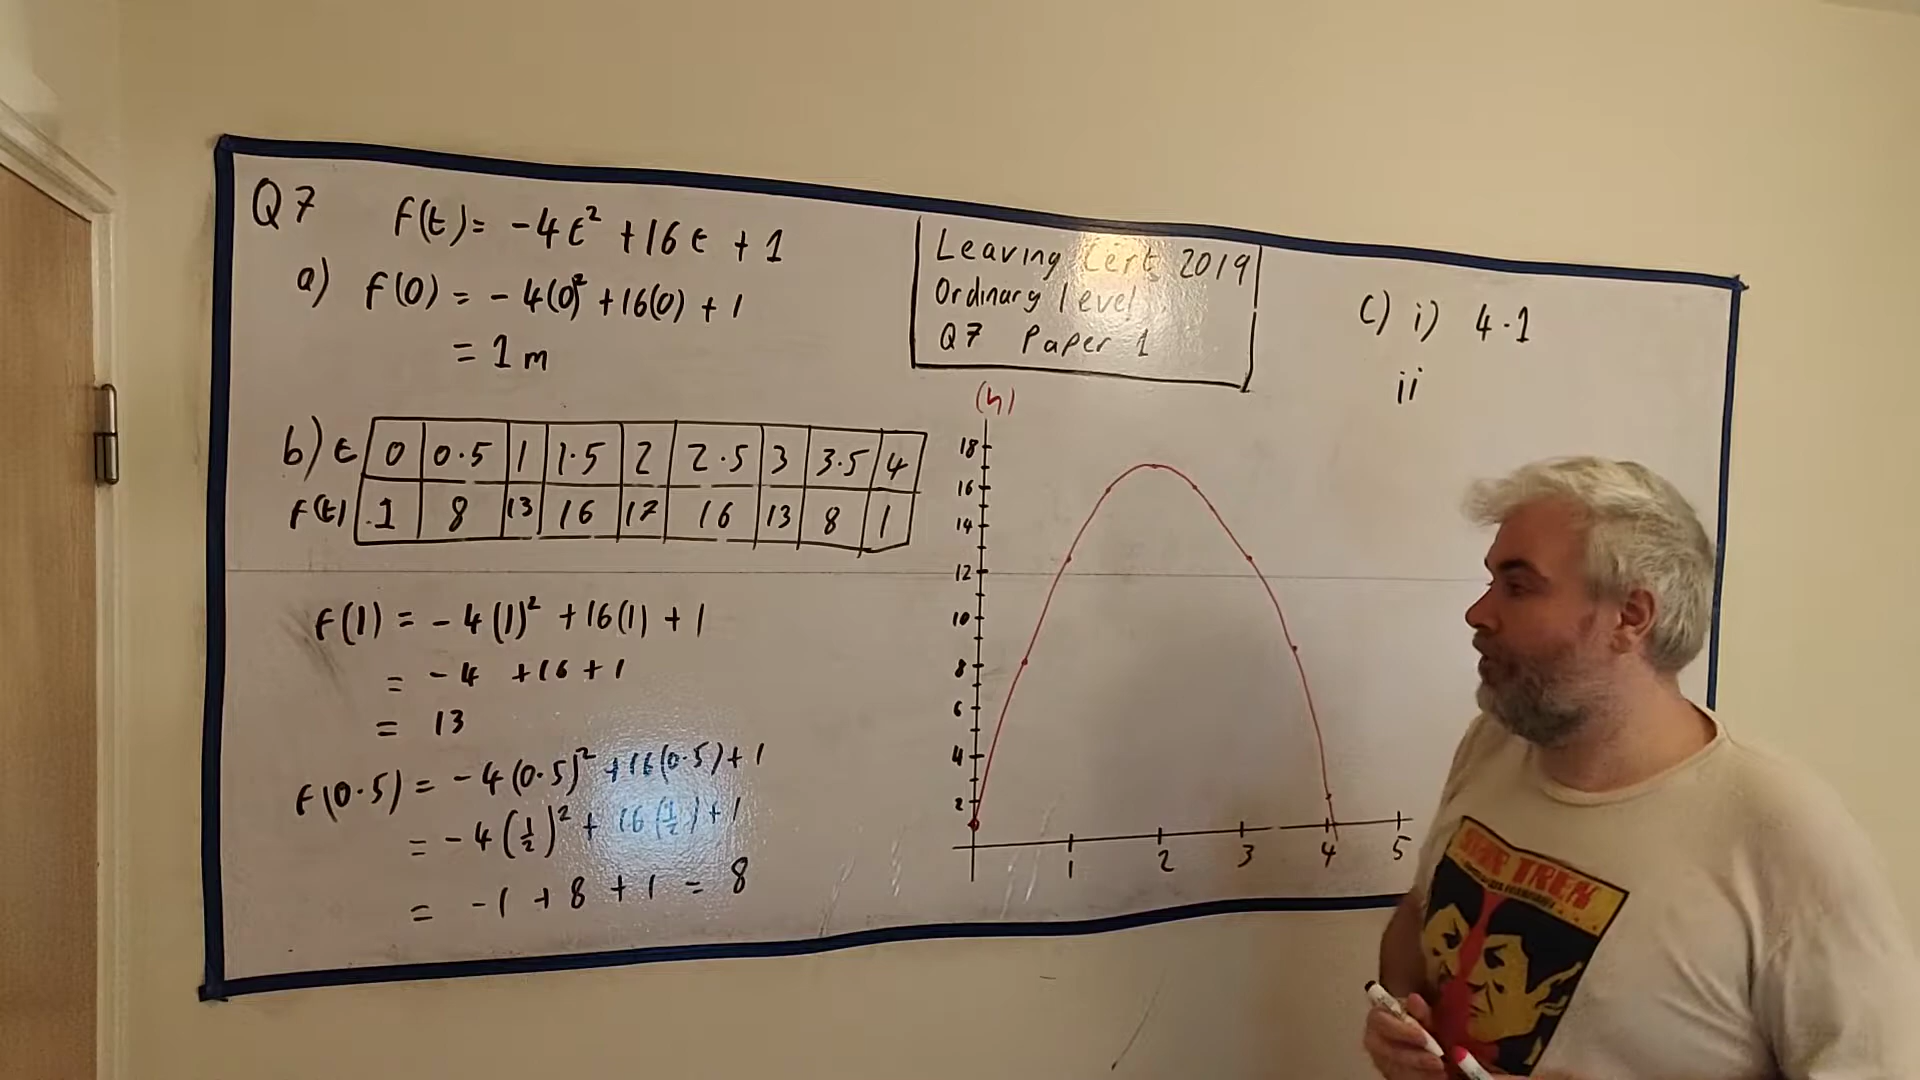 Q7 f(t) = -4t² + 16t + 1
a) f(0) = -4(0)² + 16(0) + 1
= 1 m
b) t 0 0.5 1 1.5 2 2.5 3 3.5 4
f(t) 1 8 13 16 17 16 13 8 1
f(1) = -4(1)² + 16(1) + 1
= -4 + 16 + 1
= 13
f(0.5) = -4(0.5)² + 16(0.5) + 1
= -4(1/2)² + 16(1/2) + 1
= -1 + 8 + 1 = 8
Leaving Cert 2019
Ordinary level
Q7 Paper 1
(h)
18
16
14
12
10
8
6
4
2
1 2 3 4 5
c) i) 4.1
ii
STAR TREK